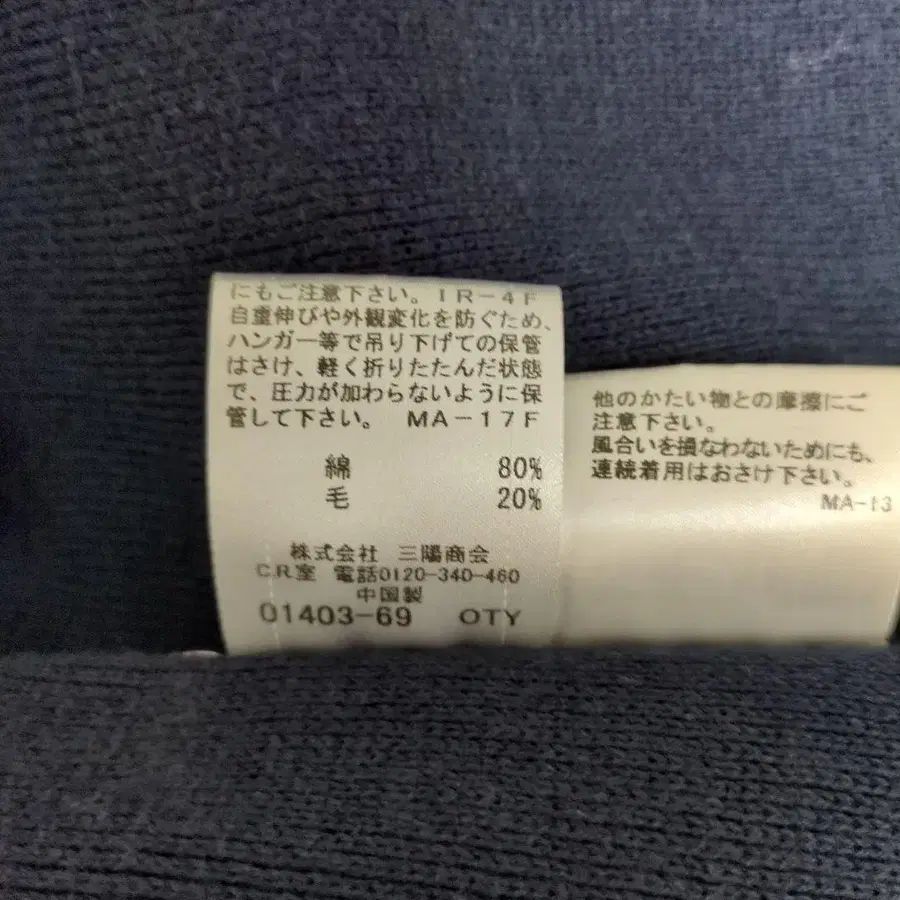 にもご注意下さい。IR-4F
自重伸びや外観変化を防ぐため、
ハンガー等で吊り下げての保管
はさけ、軽く折りたたんだ状態
で、圧力が加わらないように保
管して下さい。 MA-17F
綿 80%
毛 20%
株式会社 三陽商会
C.R室 電話0120-340-460
中国製
01403-69 OTY
他のかたい物との摩擦にご
注意下さい。
風合いを損なわないためにも、
連続着用はおさけ下さい。
MA-13